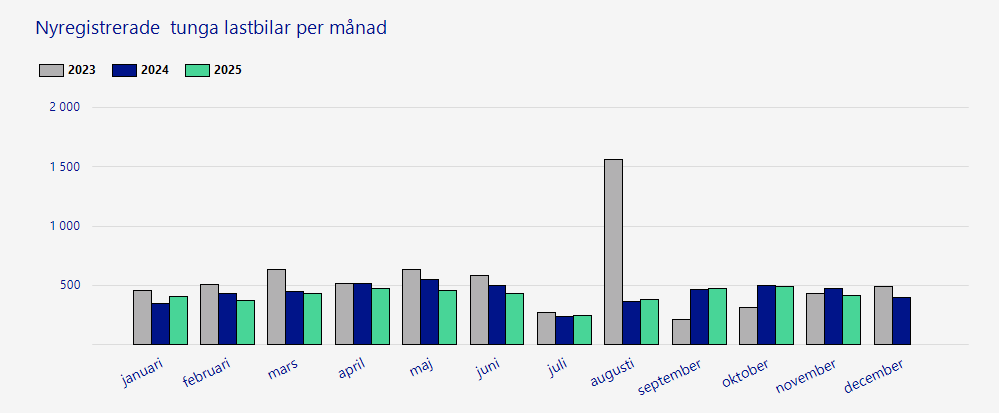 Nyregistrerade  tunga lastbilar per månad
2023 2024 2025
2 000
1 500
1 000
500
januari februari mars april maj juni juli augusti september oktober november december